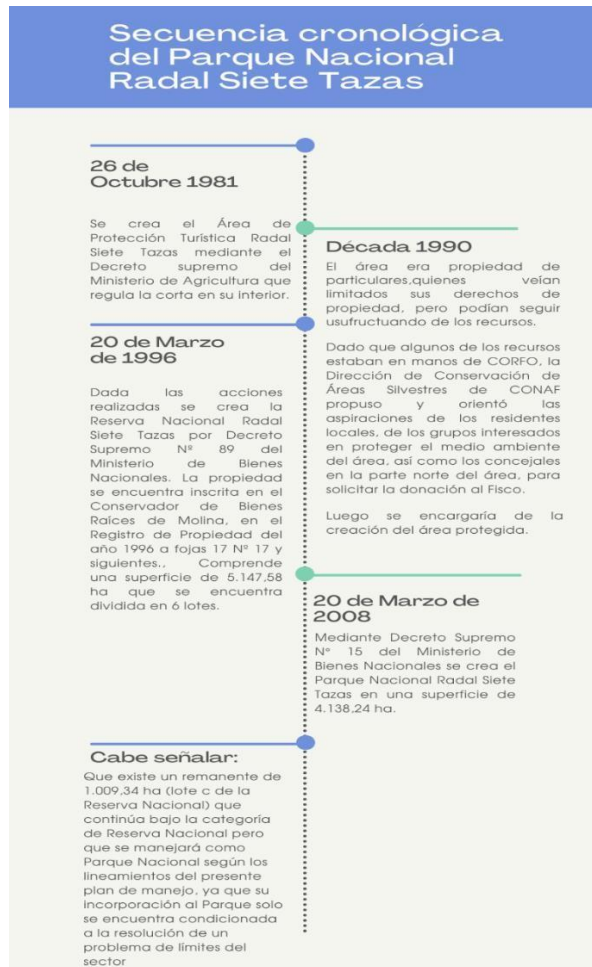 Secuencia cronológica
del Parque Nacional
Radal Siete Tazas
26 de
Octubre 1981
Se crea el Área de
Protección Turística Radal
Siete Tazas mediante el
Decreto supremo del
Ministerio de Agricultura que
regula la corta en su interior.
Década 1990
El área era propiedad de
particulares,quienes veían
limitados sus derechos de
propiedad, pero podían seguir
usufructuando de los recursos.
Dado que algunos de los recursos
estaban en manos de CORFO, la
Dirección de Conservación de
Áreas Silvestres de CONAF
propuso y orientó las
aspiraciones de los residentes
locales, de los grupos interesados
en proteger el medio ambiente
del área, así como los concejales
en la parte norte del área, para
solicitar la donación al Fisco.
Luego se encargaría de la
creación del área protegida.
20 de Marzo
de 1996
Dada las acciones
realizadas se crea la
Reserva Nacional Radal
Siete Tazas por Decreto
Supremo Nº 89 del
Ministerio de Bienes
Nacionales. La propiedad
se encuentra inscrita en el
Conservador de Bienes
Raíces de Molina, en el
Registro de Propiedad del
año 1996 a fojas 17 Nº 17 y
siguientes., Comprende
una superficie de 5.147,58
ha que se encuentra
dividida en 6 lotes.
20 de Marzo de
2008
Mediante Decreto Supremo
N° 15 del Ministerio de
Bienes Nacionales se crea el
Parque Nacional Radal Siete
Tazas en una superficie de
4.138,24 ha.
Cabe señalar:
Que existe un remanente de
1.009,34 ha (lote c de la
Reserva Nacional) que
continúa bajo la categoría
de Reserva Nacional pero
que se manejará como
Parque Nacional según los
lineamientos del presente
plan de manejo, ya que su
incorporación al Parque solo
se encuentra condicionada
a la resolución de un
problema de límites del
sector